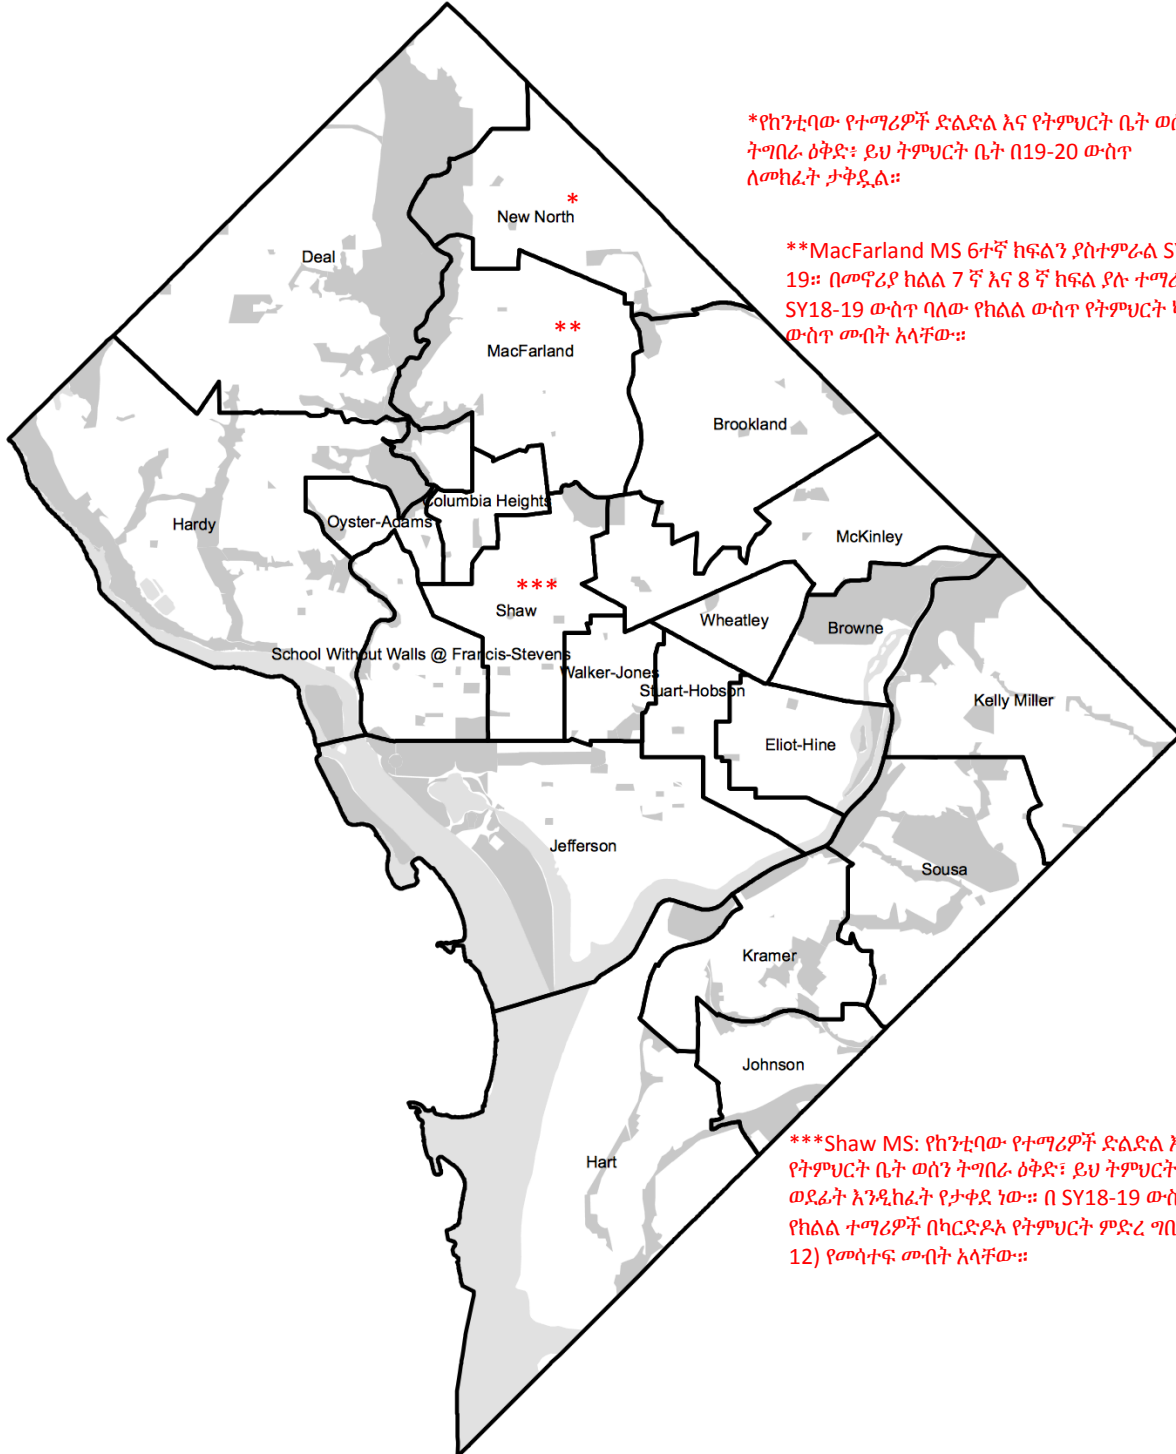 *የከንቲባው የተማሪዎች ድልድል እና የትምህርት ቤት
ትግበራ ዕቅድ፥ ይህ ትምህርት ቤት በ19-20 ውስጥ
ለመክፈት ታቅዷል።
*
New North
Deal
**MacFarland MS 6ተኛ ክፍልን ያስተምራል
19። በመኖሪያ ክልል 7 ኛ እና 8 ኛ ክፍል ያሉ
SY18-19 ውስጥ ባለው የክልል ውስጥ የትምህርት
ውስጥ መብት አላቸው።
**
MacFarland
Brookland
Columbia Heights
Oyster-Adams
Hardy
McKinley
***
Shaw
Wheatley
Browne
School Without Walls @ Francis-Stevens
Walker-Jones
Stuart-Hobson
Kelly Miller
Eliot-Hine
Jefferson
Sousa
Kramer
Johnson
Hart
***Shaw MS: የከንቲባው የተማሪዎች ድልድል
የትምህርት ቤት ወሰን ትግበራ ዕቅድ፣ ይህ ትምህርት
ወደፊት እንዲከፈት የታቀደ ነው። በ SY18-19
የክልል ተማሪዎች በካርድዶአ የትምህርት ምድረ
12) የመሳተፍ መብት አላቸው።